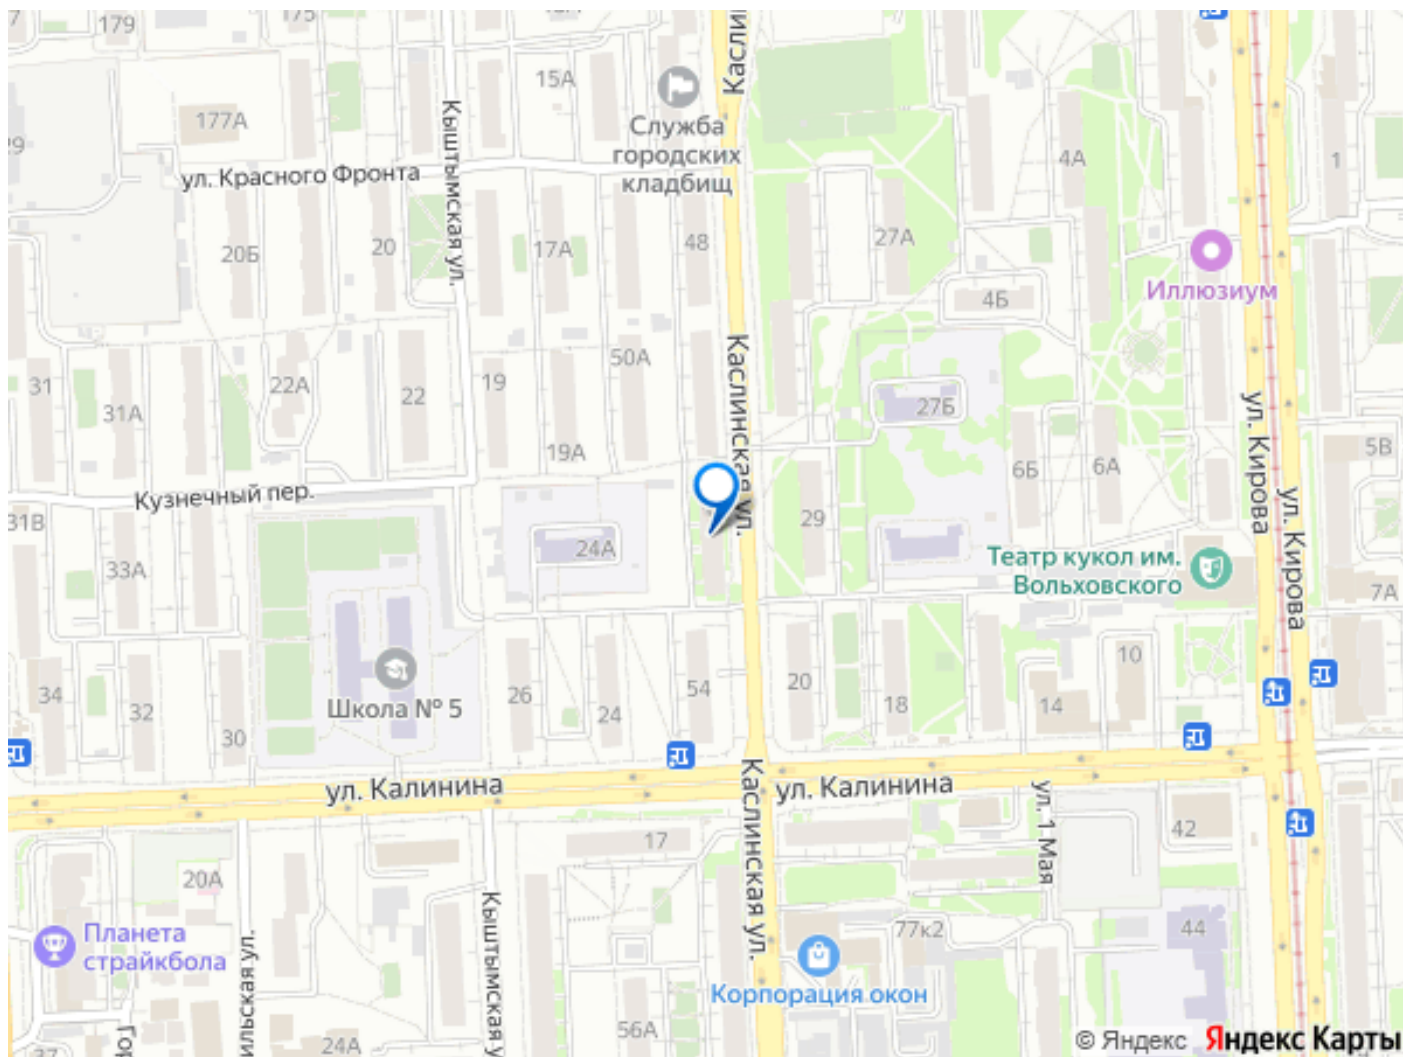 179
175
Каслинская
177А
15А
Кыштымская ул.
Служба
городских
кладбищ
29
4А
1
ул. Красного Фронта
20Б
20
17А
48
27А
4Б
Иллюзиум
31
31А
22А
22
19
50А
Каслинская ул.
27Б
ул. Кирова
19А
6Б
6А
5В
Кузнечный пер.
31В
33А
24А
29
ул. Кирова
Театр кукол им.
Вольховского
7А
34
32
30
Школа № 5
26
24
54
20
18
14
10
ул. Калинина
ул. Калинина
Каслинская ул.
17
ул. 1 Мая
42
20А
Планета
страйкбола
Кыштымская у
ильская ул.
77к2
44
Корпорация окон
56А
24А
37
© Яндекс Яндекс Карты